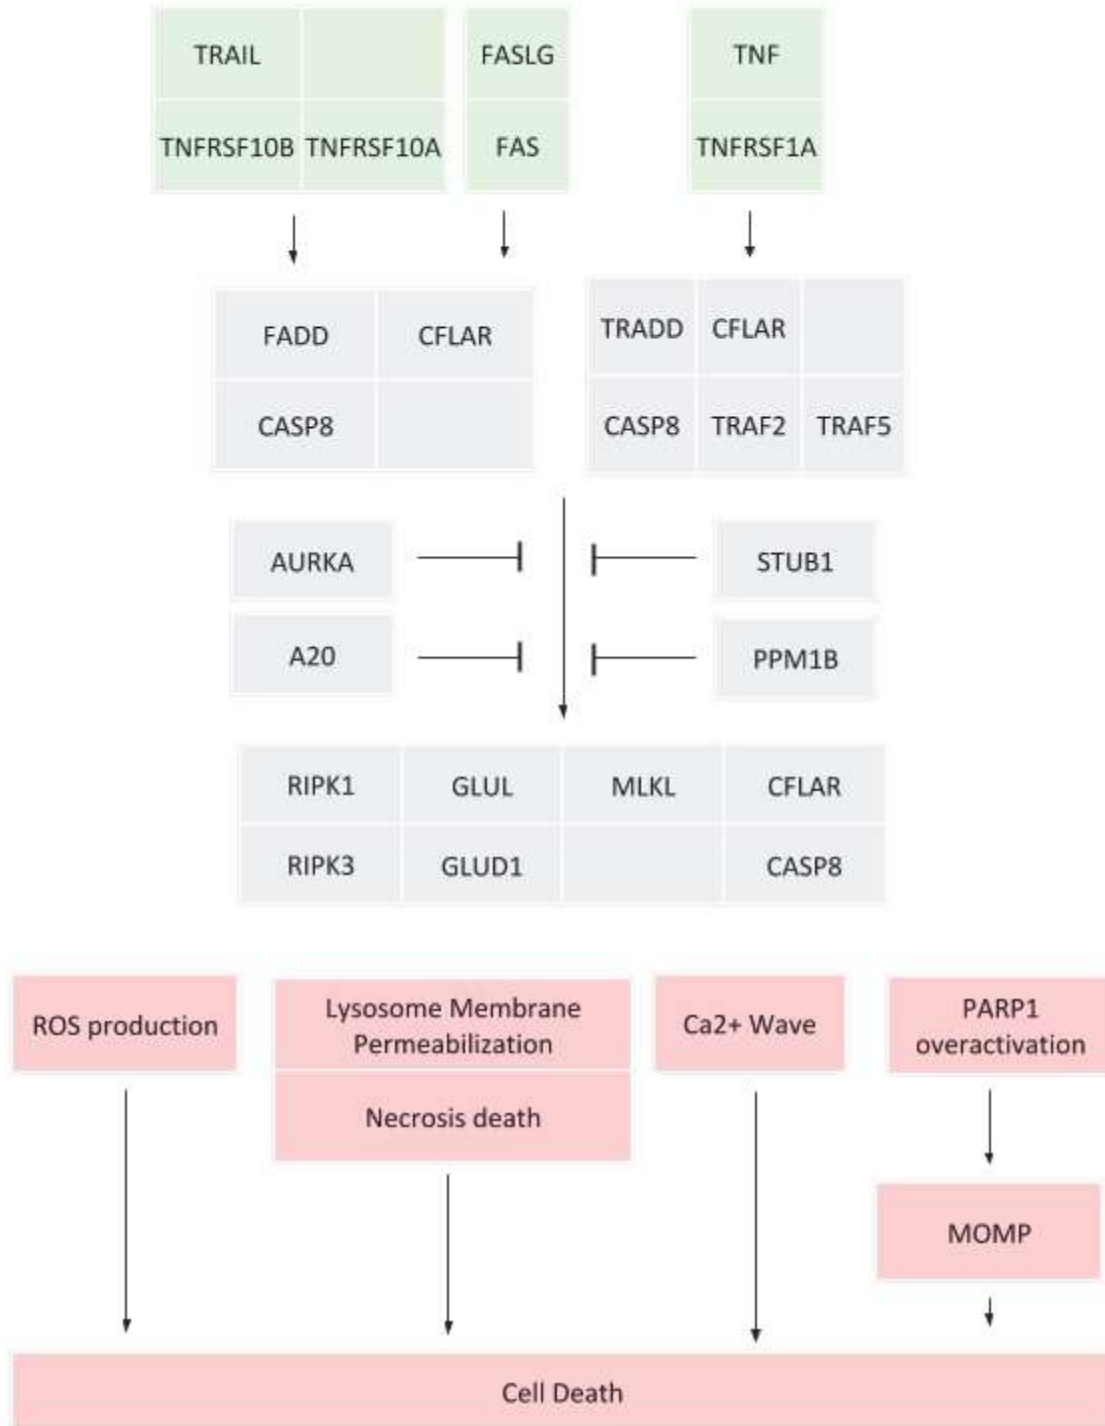 TRAIL
FASLG
TNF
TNFRSF10B
TNFRSF10A
FAS
TNFRSF1A
FADD
CFLAR
CASP8
TRADD
CFLAR
CASP8
TRAF2
TRAF5
AURKA
STUB1
A20
PPM1B
RIPK1
GLUL
MLKL
CFLAR
RIPK3
GLUD1
CASP8
ROS production
Lysosome Membrane
Permeabilization
Necrosis death
Ca2+ Wave
PARP1
overactivation
MOMP
Cell Death